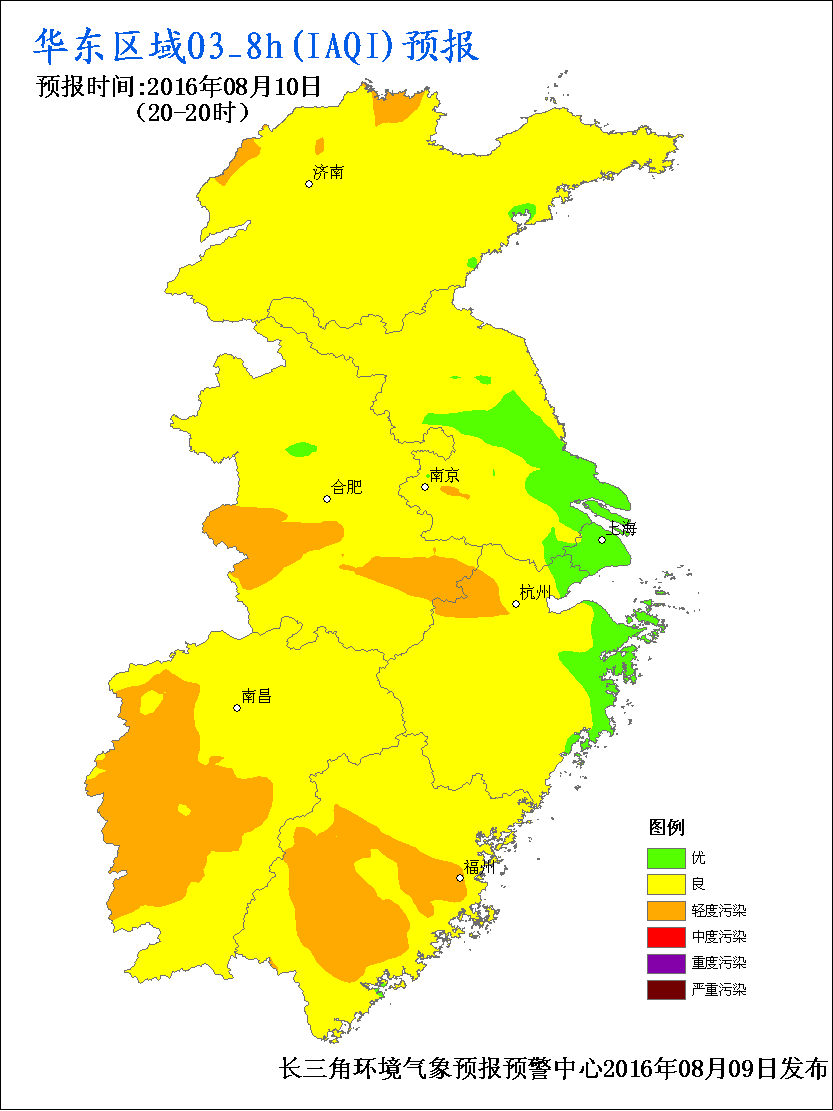 华东区域O3_8h(IAQI)预报
预报时间:2016年08月10日
(20-20时)
济南
南京
合肥
上海
杭州
南昌
福州
图例
优
良
轻度污染
中度污染
重度污染
严重污染
长三角环境气象预报预警中心2016年08月09日发布